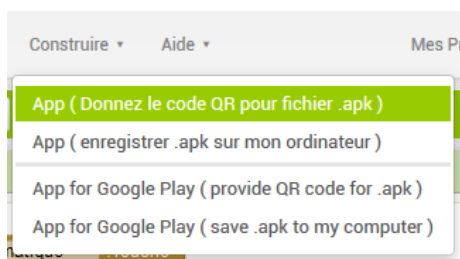 Construire Aide Mes
App ( Donnez le code QR pour fichier .apk )
App ( enregistrer .apk sur mon ordinateur )
App for Google Play ( provide QR code for .apk )
App for Google Play ( save .apk to my computer )